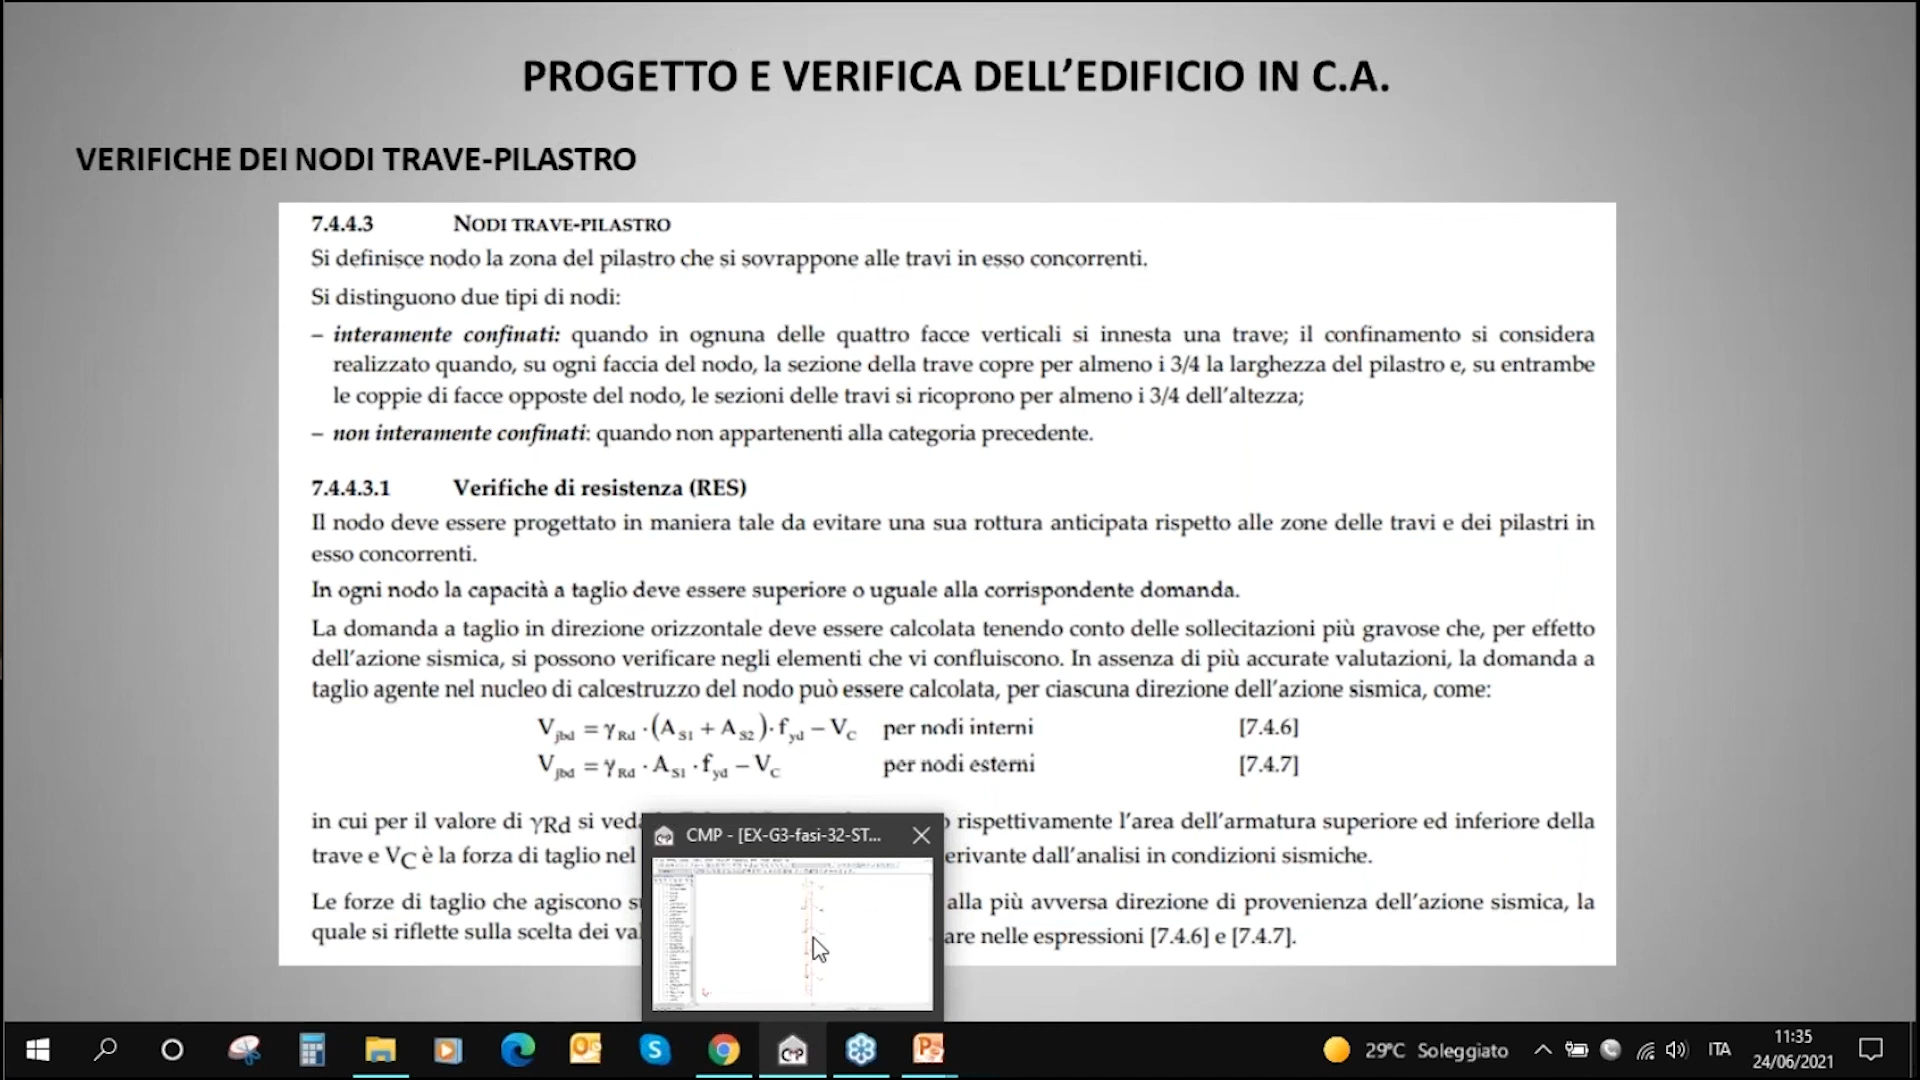 PROGETTO E VERIFICA DELL'EDIFICIO IN C.A.
VERIFICHE DEI NODI TRAVE-PILASTRO
7.4.4.3 NODI TRAVE-PILASTRO
Si definisce nodo la zona del pilastro che si sovrappone alle travi in esso concorrenti.
Si distinguono due tipi di nodi:
– interamente confinati: quando in ognuna delle quattro facce verticali si innesta una trave; il confinamento si considera
realizzato quando, su ogni faccia del nodo, la sezione della trave copre per almeno i 3/4 la larghezza del pilastro e, su entrambe
le coppie di facce opposte del nodo, le sezioni delle travi si ricoprono per almeno i 3/4 dell'altezza;
– non interamente confinati: quando non appartenenti alla categoria precedente.
7.4.4.3.1 Verifiche di resistenza (RES)
Il nodo deve essere progettato in maniera tale da evitare una sua rottura anticipata rispetto alle zone delle travi e dei pilastri in
esso concorrenti.
In ogni nodo la capacità a taglio deve essere superiore o uguale alla corrispondente domanda.
La domanda a taglio in direzione orizzontale deve essere calcolata tenendo conto delle sollecitazioni più gravose che, per effetto
dell'azione sismica, si possono verificare negli elementi che vi confluiscono. In assenza di più accurate valutazioni, la domanda a
taglio agente nel nucleo di calcestruzzo del nodo può essere calcolata, per ciascuna direzione dell'azione sismica, come:
V_jbd = γ_Rd · (A_S1 + A_S2) · f_yd – V_C per nodi interni [7.4.6]
V_jbd = γ_Rd · A_S1 · f_yd – V_C per nodi esterni [7.4.7]
in cui per il valore di γRd si ved rispettivamente l'area dell'armatura superiore ed inferiore della
trave e VC è la forza di taglio nel erivante dall'analisi in condizioni sismiche.
Le forze di taglio che agiscono s alla più avversa direzione di provenienza dell'azione sismica, la
quale si riflette sulla scelta dei va are nelle espressioni [7.4.6] e [7.4.7].
CMP - [EX-G3-fasi-32-ST...
29°C Soleggiato
ITA
11:35
24/06/2021